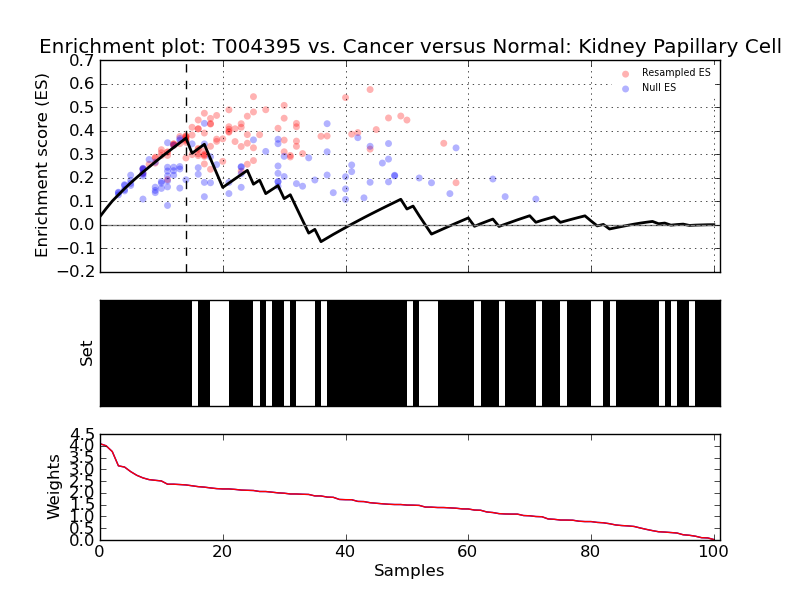 Enrichment plot: T004395 vs. Cancer versus Normal: Kidney Papillary Cell
0.7
0.6
0.5
0.4
0.3
0.2
0.1
0.0
−0.1
−0.2
Enrichment score (ES)
Resampled ES
Null ES
Set
4.5
4.0
3.5
3.0
2.5
2.0
1.5
1.0
0.5
0.0
Weights
0 20 40 60 80 100
Samples